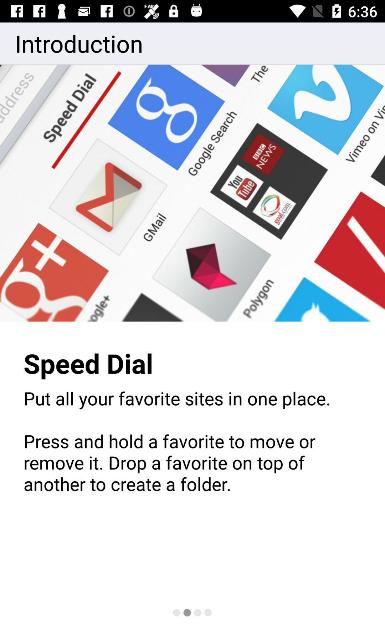 6:36
Introduction
address
Speed Dial
Google Search
The
Vimeo on
BBC
NEWS
You
Tube
GMail
Polygon
ogle+
g+
Speed Dial
Put all your favorite sites in one place.
Press and hold a favorite to move or
remove it. Drop a favorite on top of
another to create a folder.